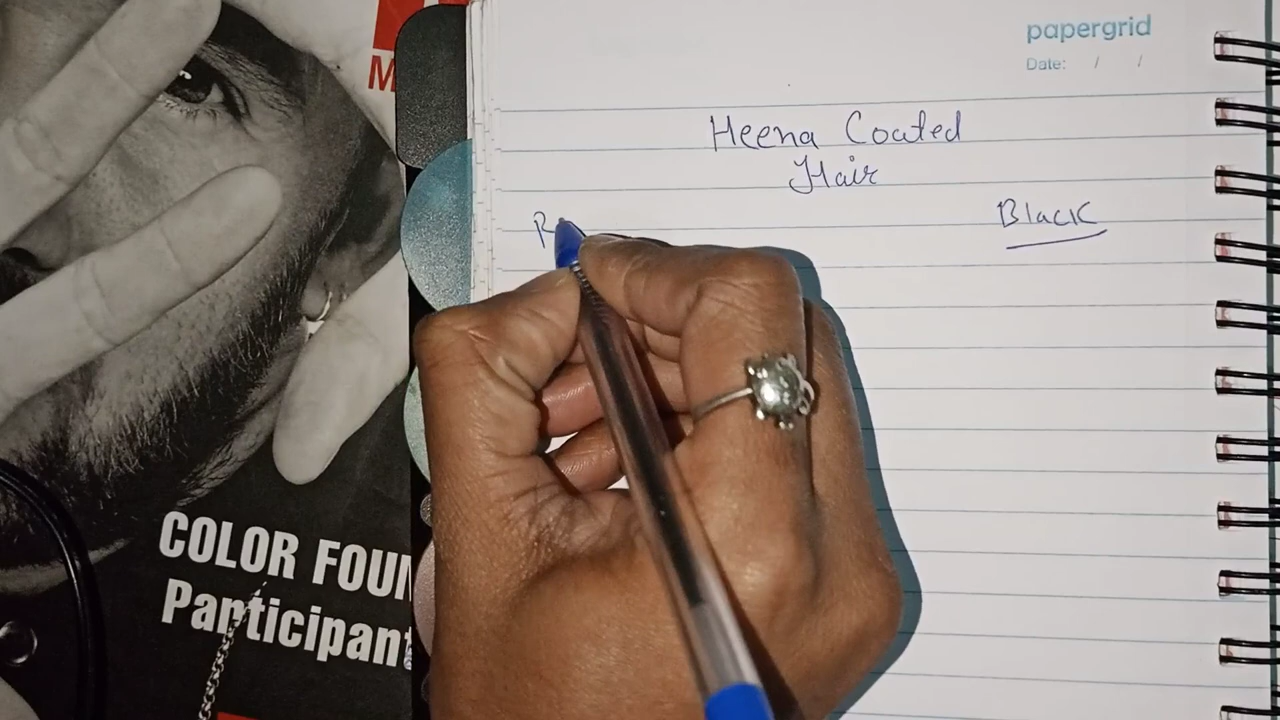 M
COLOR FOUN
Participant
papergrid
Date: / /
Heena Coated
Hair
R
Black